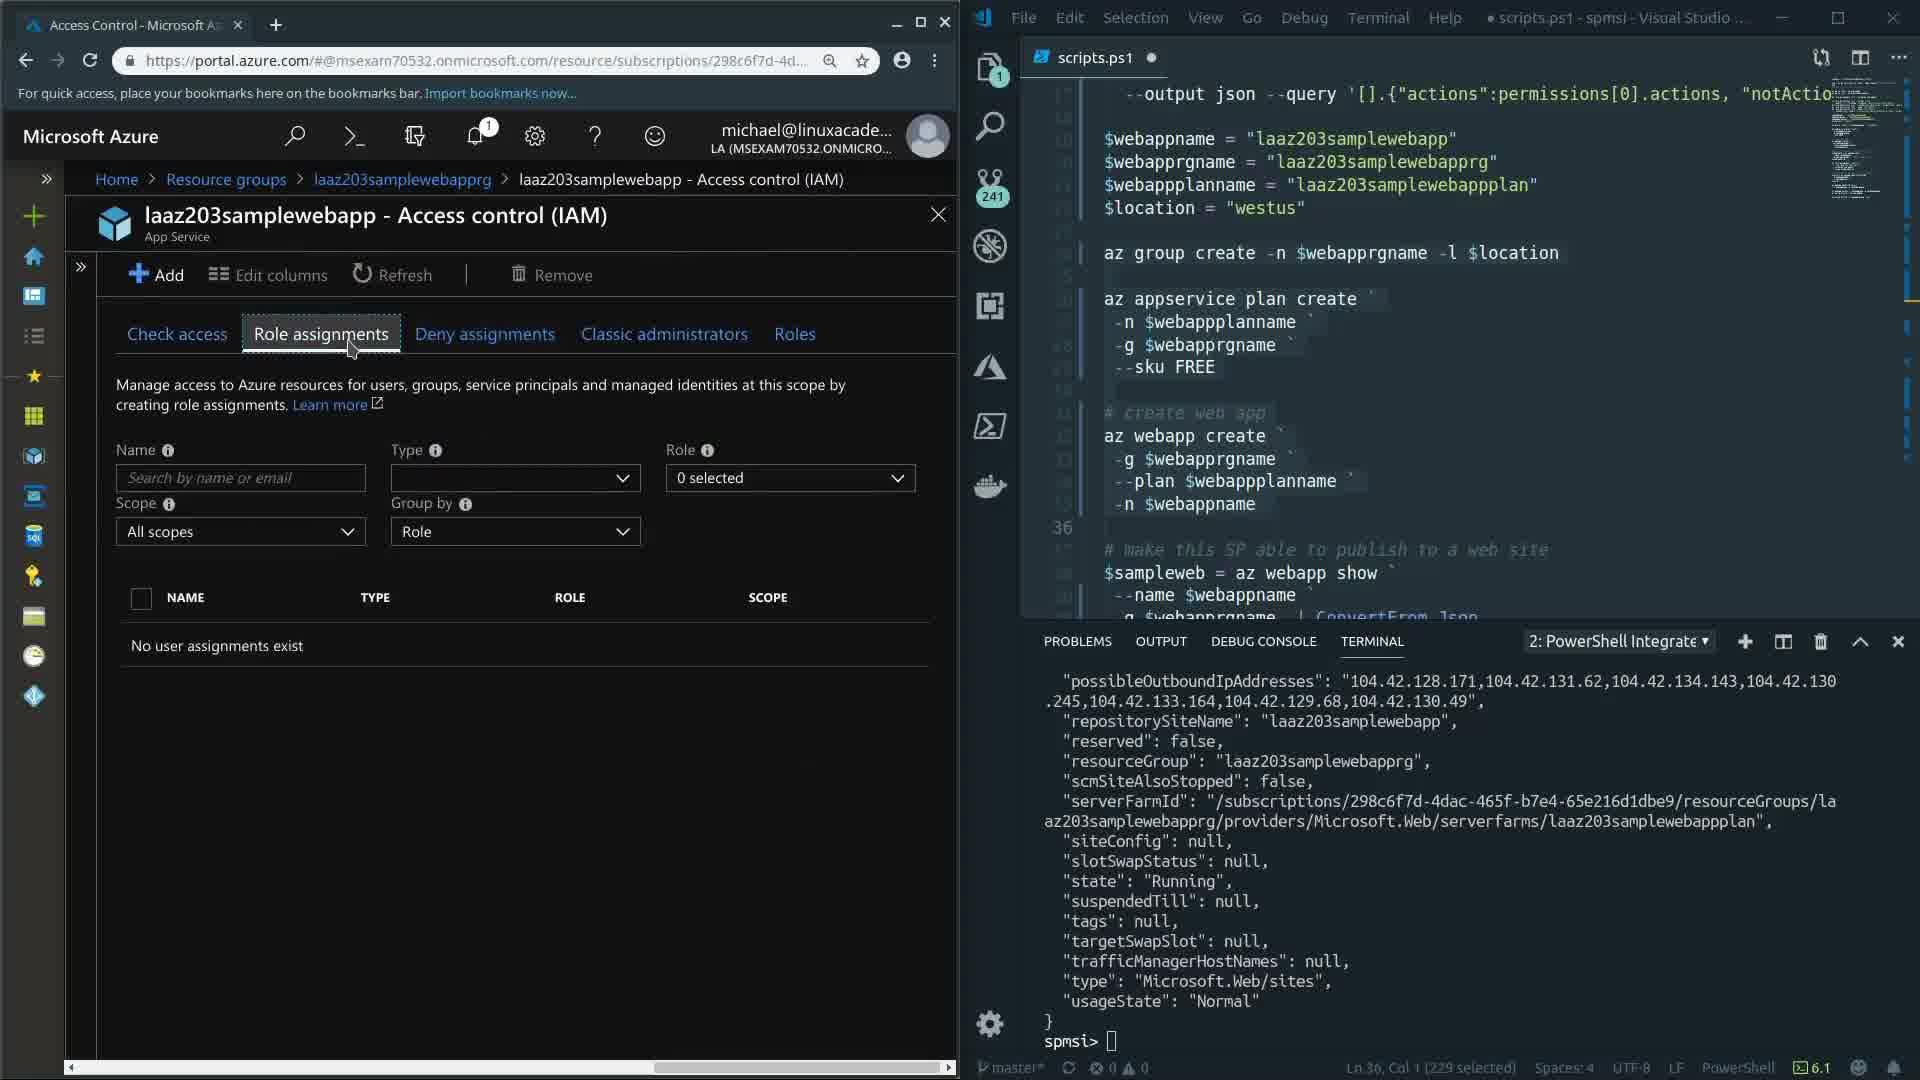 Access Control - Microsoft Az
https://portal.azure.com/#@msexam70532.onmicrosoft.com/resource/subscriptions/298c6f7d-4d...
For quick access, place your bookmarks here on the bookmarks bar. Import bookmarks now...
Microsoft Azure
1
michael@linuxacade...
LA (MSEXAM70532.ONMICRO...
Home > Resource groups > laaz203samplewebapprg > laaz203samplewebapp - Access control (IAM)
laaz203samplewebapp - Access control (IAM)
App Service
Add
Edit columns
Refresh
Remove
Check access
Role assignments
Deny assignments
Classic administrators
Roles
Manage access to Azure resources for users, groups, service principals and managed identities at this scope by
creating role assignments. Learn more
Name
Type
Role
Search by name or email
0 selected
Scope
Group by
All scopes
Role
NAME
TYPE
ROLE
SCOPE
No user assignments exist
File Edit Selection View Go Debug Terminal Help
● scripts.ps1 - spmsi - Visual Studio ...
scripts.ps1
1
241
--output json --query '[].{"actions":permissions[0].actions, "notActio
$webappname = "laaz203samplewebapp"
$webapprgname = "laaz203samplewebapprg"
$webappplanname = "laaz203samplewebappplan"
$location = "westus"
az group create -n $webapprgname -l $location
az appservice plan create `
-n $webappplanname `
-g $webapprgname `
--sku FREE
# create web app
az webapp create `
-g $webapprgname `
--plan $webappplanname `
-n $webappname
36
# make this SP able to publish to a web site
$sampleweb = az webapp show `
--name $webappname `
-g $webapprgname | ConvertFrom-Json
PROBLEMS OUTPUT DEBUG CONSOLE TERMINAL
2: PowerShell Integrate
"possibleOutboundIpAddresses": "104.42.128.171,104.42.131.62,104.42.134.143,104.42.130
.245,104.42.133.164,104.42.129.68,104.42.130.49",
"repositorySiteName": "laaz203samplewebapp",
"reserved": false,
"resourceGroup": "laaz203samplewebapprg",
"scmSiteAlsoStopped": false,
"serverFarmId": "/subscriptions/298c6f7d-4dac-465f-b7e4-65e216d1dbe9/resourceGroups/la
az203samplewebapprg/providers/Microsoft.Web/serverfarms/laaz203samplewebappplan",
"siteConfig": null,
"slotSwapStatus": null,
"state": "Running",
"suspendedTill": null,
"tags": null,
"targetSwapSlot": null,
"trafficManagerHostNames": null,
"type": "Microsoft.Web/sites",
"usageState": "Normal"
}
spmsi>
master* 0 0
Ln 36, Col 1 (229 selected) Spaces: 4 UTF-8 LF PowerShell 6.1